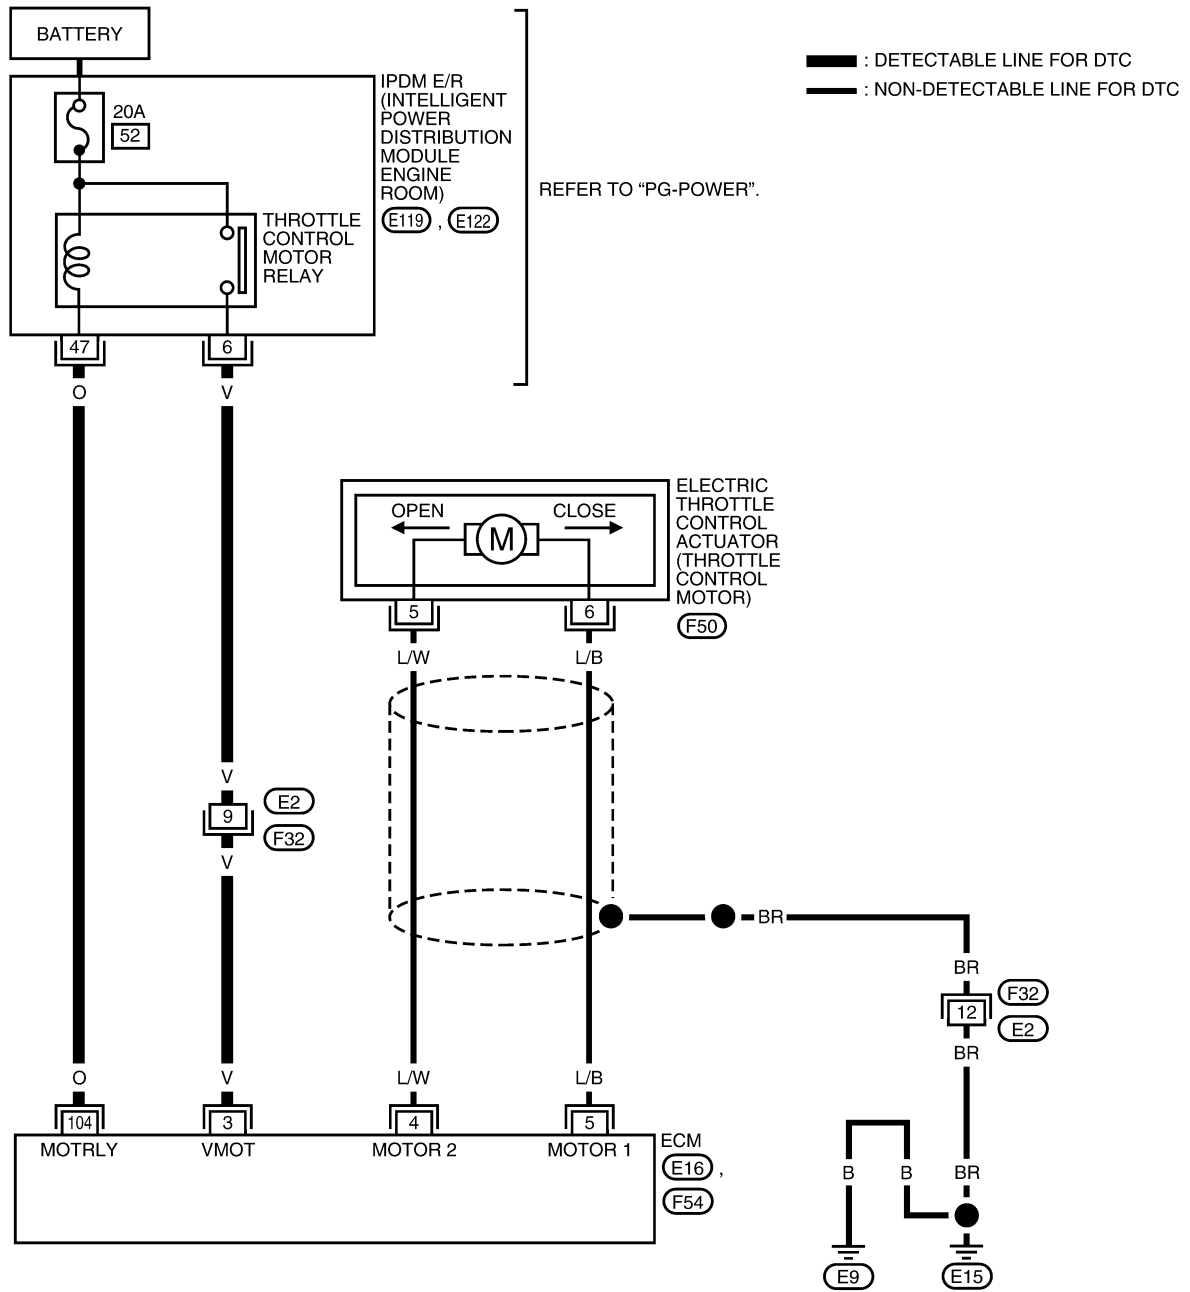 BATTERY
: DETECTABLE LINE FOR DTC
: NON-DETECTABLE LINE FOR DTC
20A
52
IPDM E/R
(INTELLIGENT
POWER
DISTRIBUTION
MODULE
ENGINE
ROOM)
E119 , E122
REFER TO “PG-POWER”.
THROTTLE
CONTROL
MOTOR
RELAY
47
6
O
V
ELECTRIC
THROTTLE
CONTROL
ACTUATOR
(THROTTLE
CONTROL
MOTOR)
F50
OPEN
CLOSE
M
5
6
L/W
L/B
V
9
E2
F32
V
BR
BR
12
F32
E2
BR
O
V
L/W
L/B
104
3
4
5
MOTRLY
VMOT
MOTOR 2
MOTOR 1
ECM
E16 ,
F54
B
B
BR
E9
E15